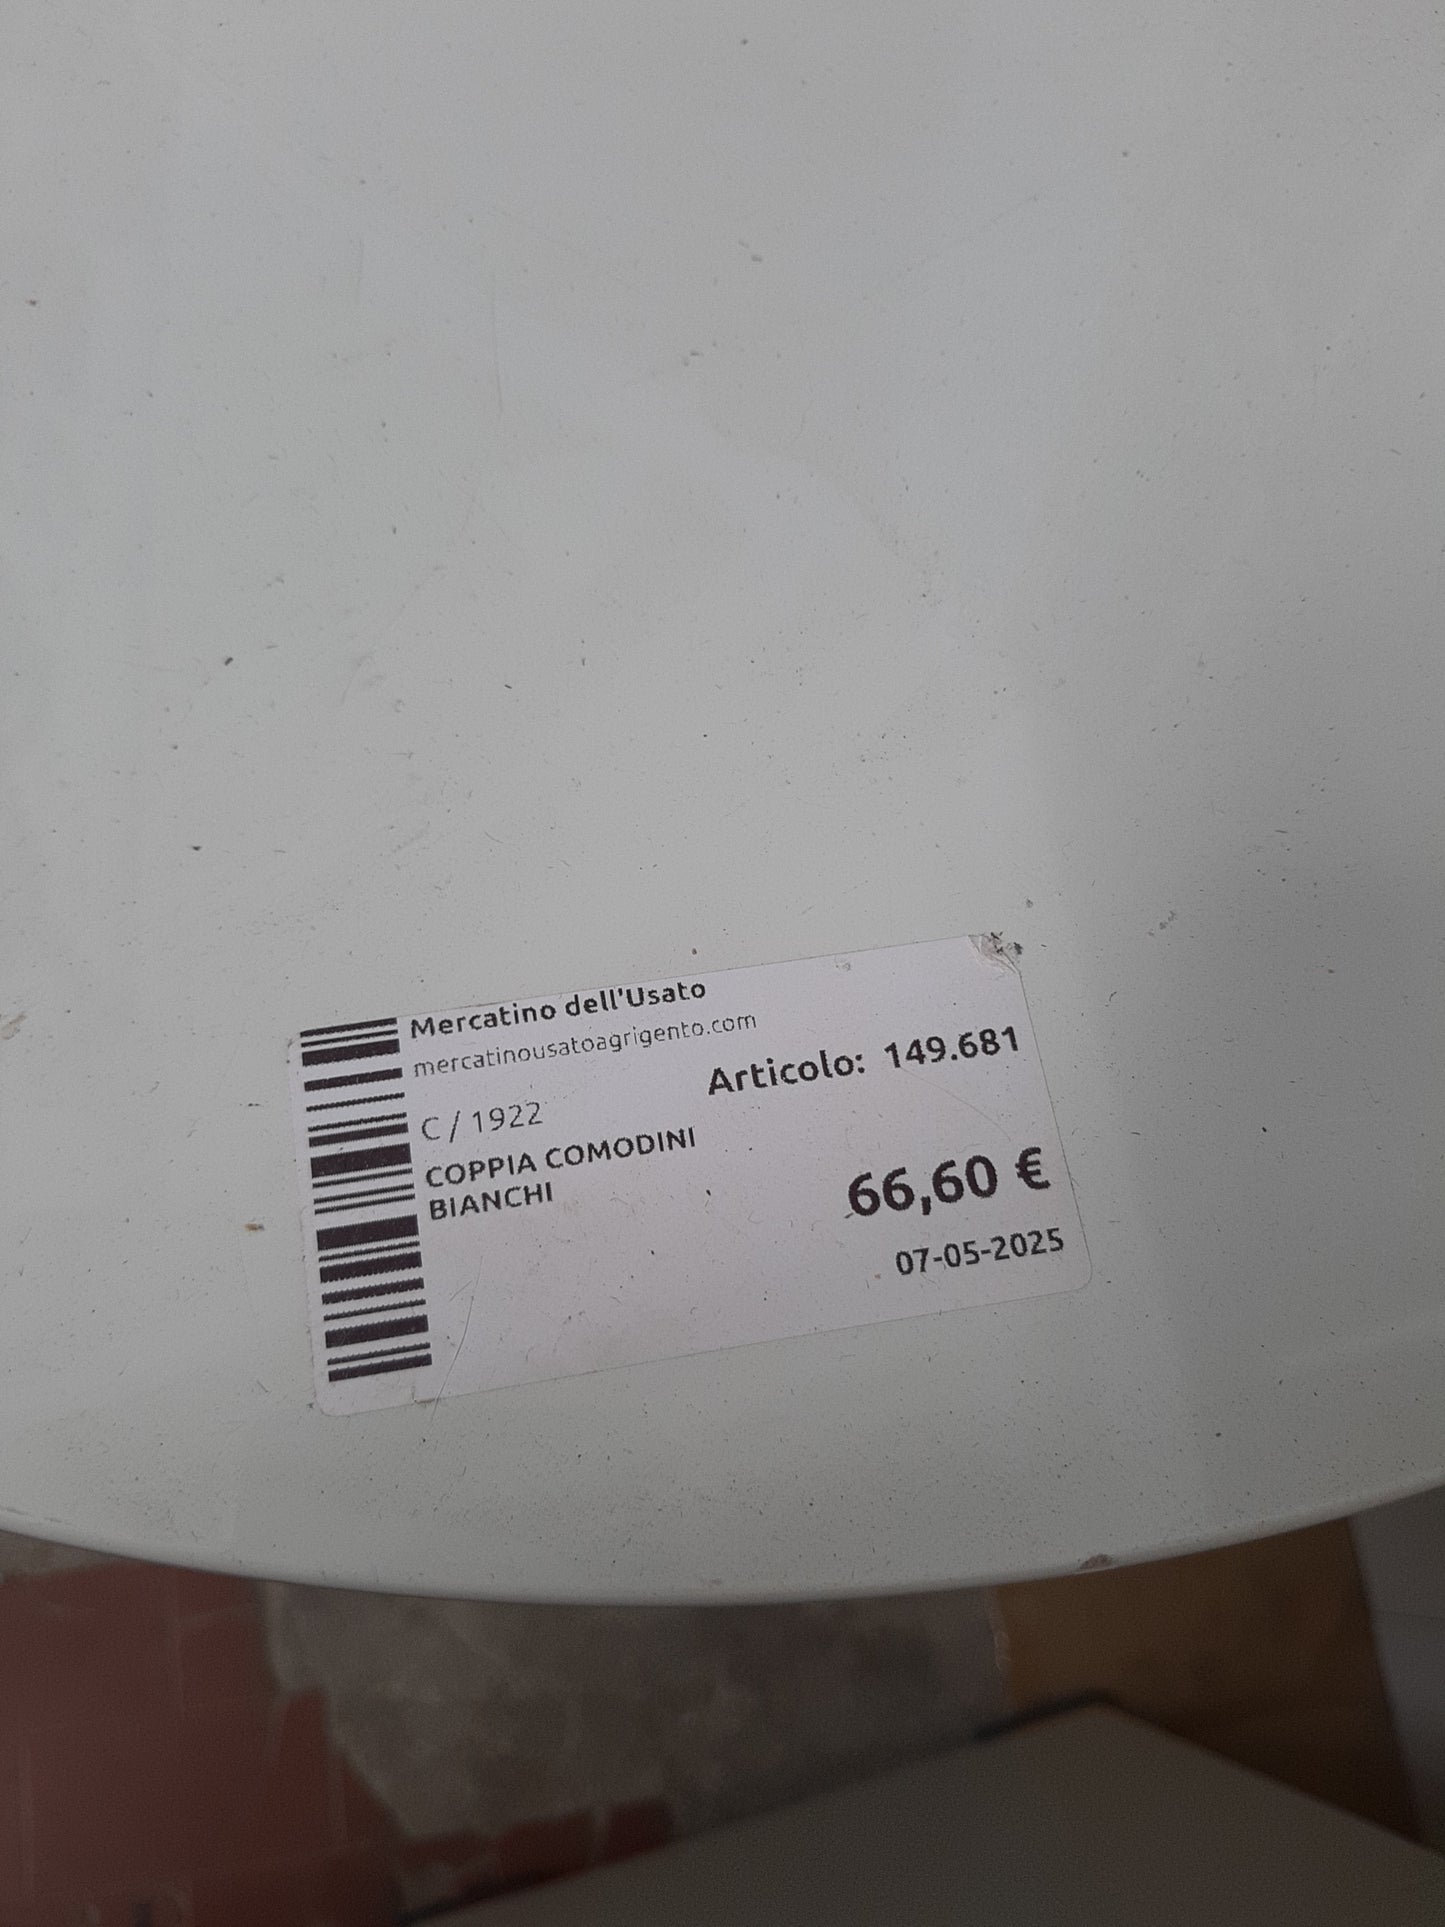 Mercatino dell'Usato
mercatinousatoagrigento.com
Articolo: 149.681
C / 1922
COPPIA COMODINI
BIANCHI
66,60 €
07-05-2025